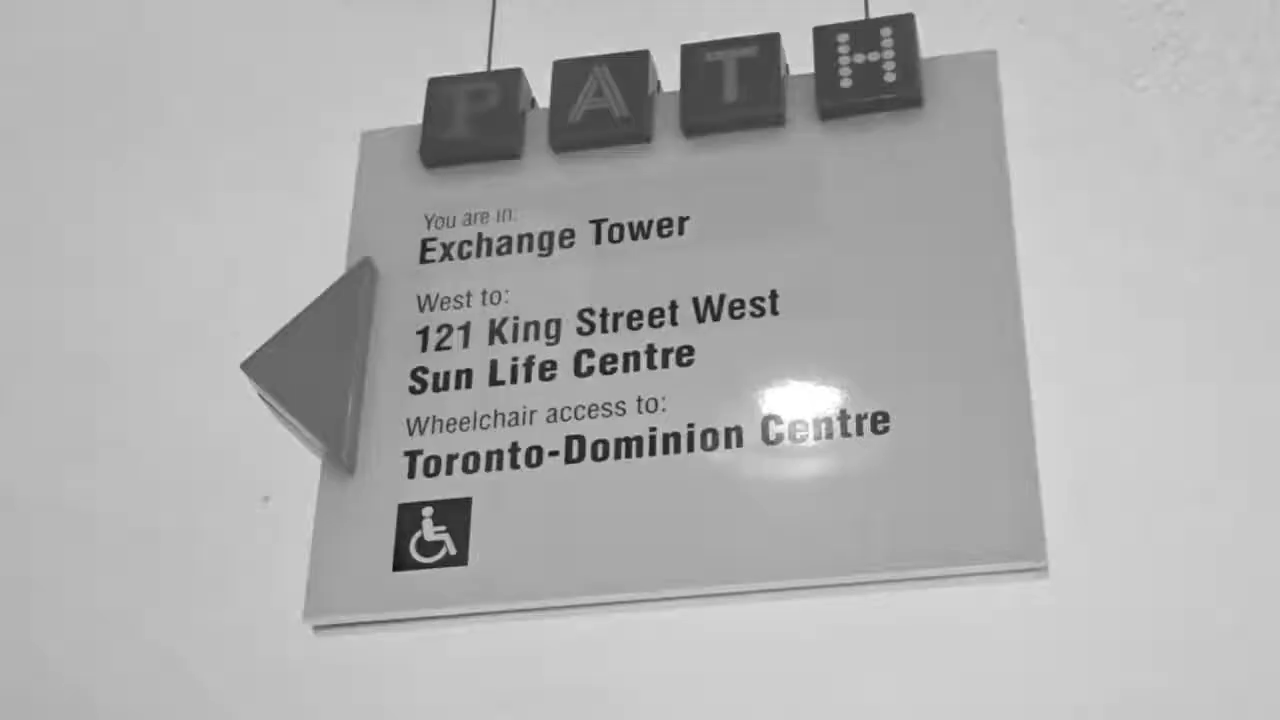 PATH
You are in:
Exchange Tower
West to:
121 King Street West
Sun Life Centre
Wheelchair access to:
Toronto-Dominion Centre